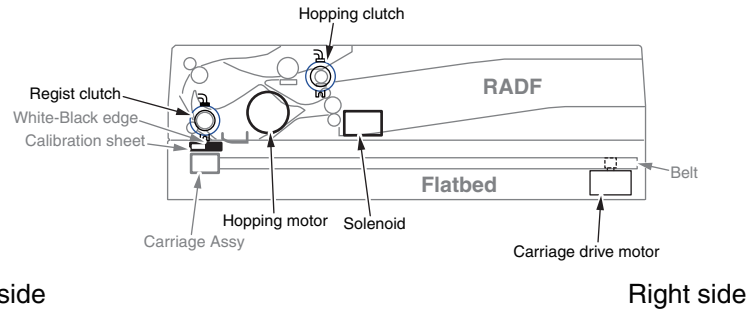 Hopping clutch
RADF
Regist clutch
White-Black edge
Calibration sheet
Belt
Flatbed
Hopping motor
Solenoid
Carriage Assy
Carriage drive motor
side
Right side